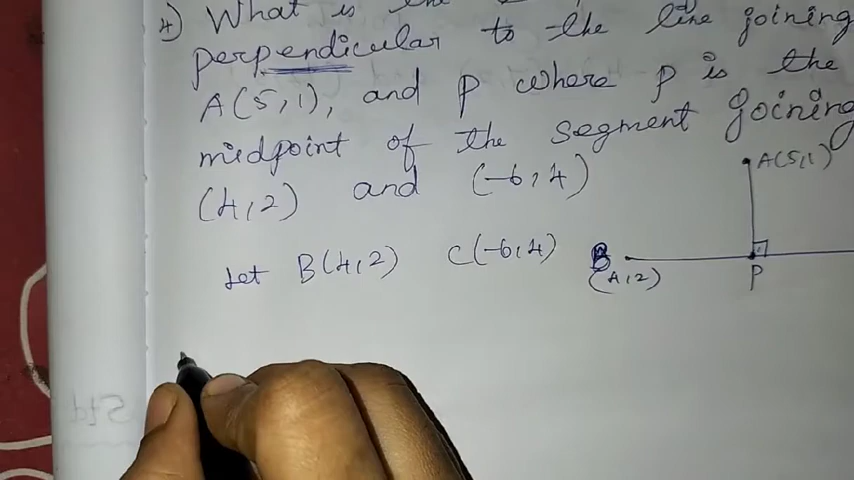 4) What is the
perpendicular to the line joining
A(5,1), and P where P is the
midpoint of the segment joining
(4,2) and (-6,4)
A(5,1)
Let B(4,2) C(-6,4)
B
(4,2)
P